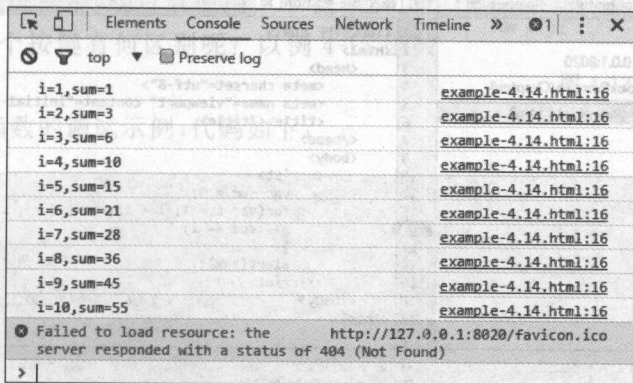 Elements Console Sources Network Timeline » 1
top ▼ Preserve log
i=1,sum=1 example-4.14.html:16
i=2,sum=3 example-4.14.html:16
i=3,sum=6 example-4.14.html:16
i=4,sum=10 example-4.14.html:16
i=5,sum=15 example-4.14.html:16
i=6,sum=21 example-4.14.html:16
i=7,sum=28 example-4.14.html:16
i=8,sum=36 example-4.14.html:16
i=9,sum=45 example-4.14.html:16
i=10,sum=55 example-4.14.html:16
Failed to load resource: the http://127.0.0.1:8020/favicon.ico
server responded with a status of 404 (Not Found)
>